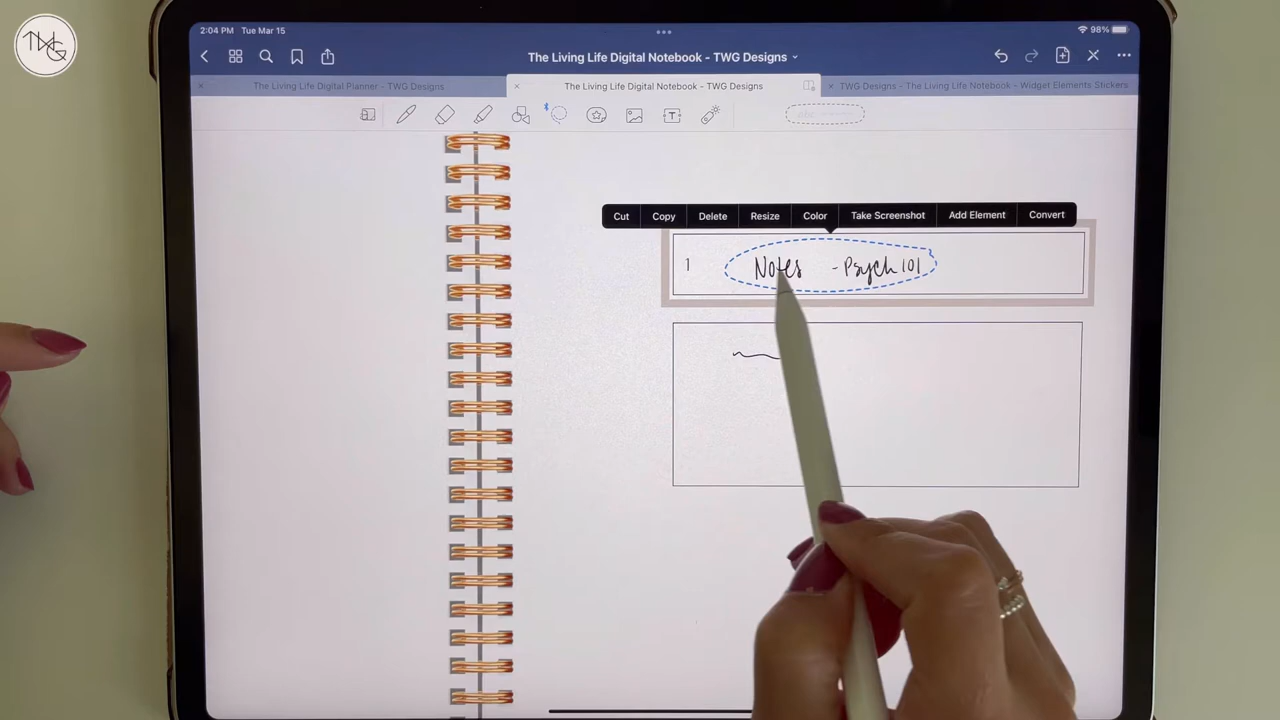 TWG
2:04 PM Tue Mar 15
98%
The Living Life Digital Notebook - TWG Designs
The Living Life Digital Planner - TWG Designs
The Living Life Digital Notebook - TWG Designs
TWG Designs - The Living Life Notebook - Widget Elements Stickers
T
abc
Cut Copy Delete Resize Color Take Screenshot Add Element Convert
1 Notes - Psych 101